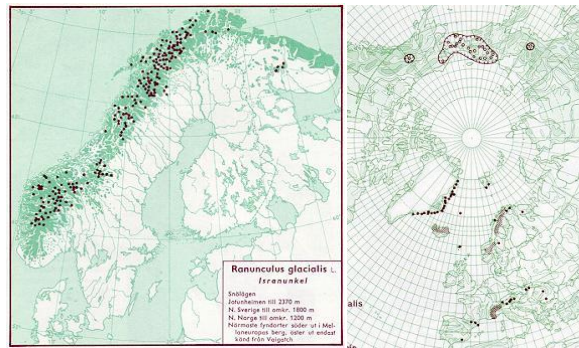 Ranunculus glacialis L.
Isranunkel
Snölägen
Jotunheimen till 2370 m
N. Sverige till omkr. 1800 m
N. Norge till omkr. 1200 m
Närmaste fyndorter söder ut i Mel-
laneuropas berg, öster ut endast
känd från Vaigatch
alis